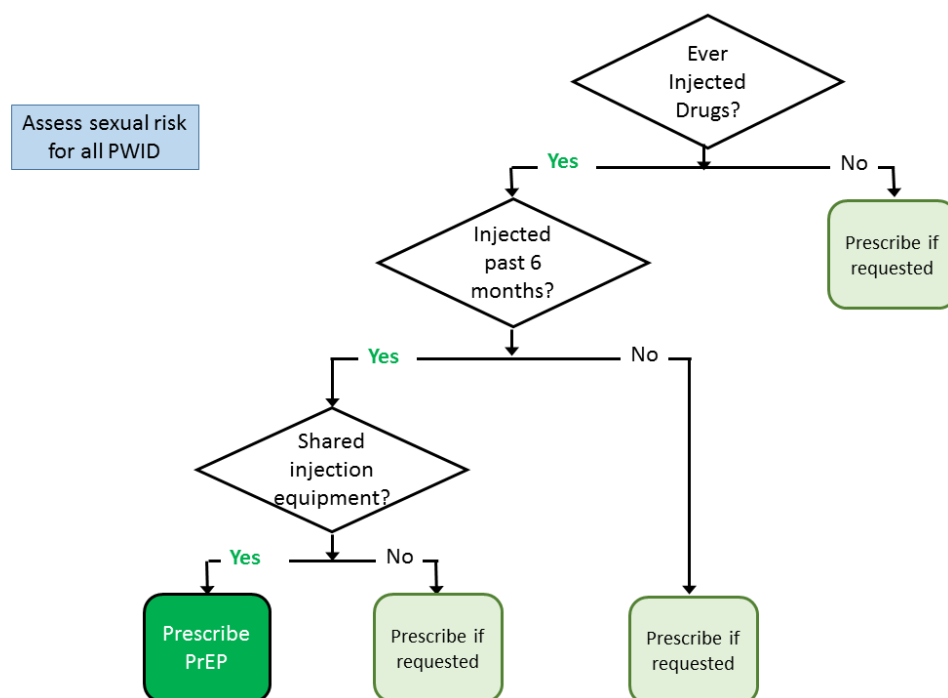 Ever
Injected
Drugs?
Assess sexual risk
for all PWID
Yes
No
Injected
past 6
months?
Prescribe if
requested
Yes
No
Shared
injection
equipment?
Yes
No
Prescribe
PrEP
Prescribe if
requested
Prescribe if
requested